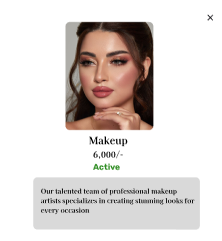 Makeup
6,000/-
Active
Our talented team of professional makeup
artists specializes in creating stunning looks for
every occasion